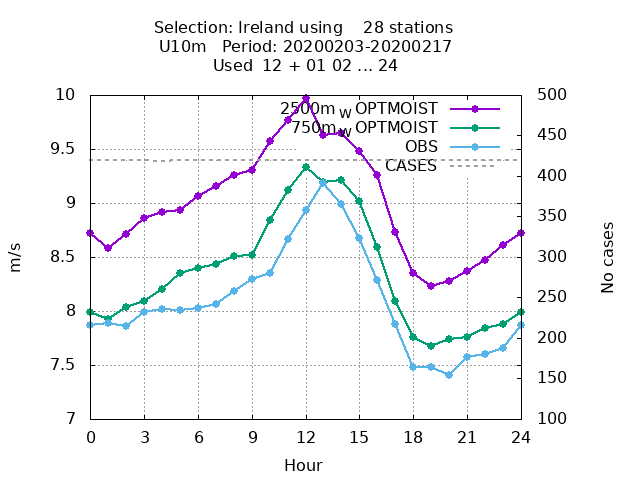 Selection: Ireland using    28 stations
U10m   Period: 20200203-20200217
Used  12 + 01 02 ... 24
2500m W OPTMOIST
750m W OPTMOIST
OBS
CASES
10
9.5
9
8.5
8
7.5
7
m/s
500
450
400
350
300
250
200
150
100
No cases
0 3 6 9 12 15 18 21 24
Hour